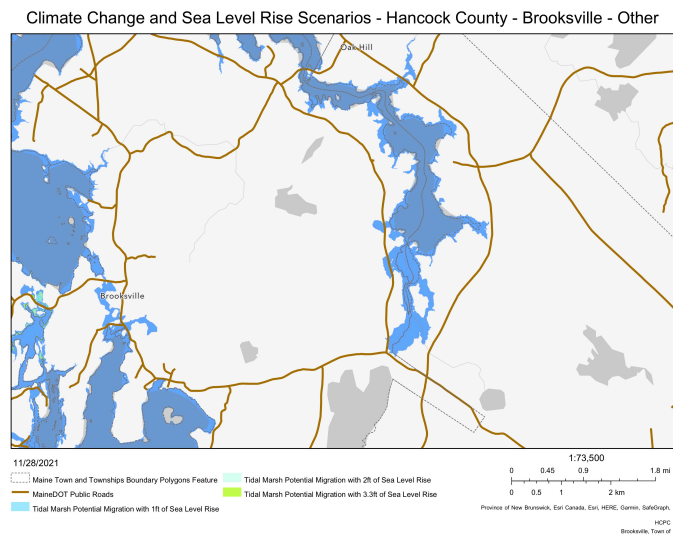 Climate Change and Sea Level Rise Scenarios - Hancock County - Brooksville - Other
Oak Hill
Brooksville
11/28/2021
Maine Town and Townships Boundary Polygons Feature
MaineDOT Public Roads
Tidal Marsh Potential Migration with 1ft of Sea Level Rise
Tidal Marsh Potential Migration with 2ft of Sea Level Rise
Tidal Marsh Potential Migration with 3.3ft of Sea Level Rise
1:73,500
0 0.45 0.9 1.8 mi
0 0.5 1 2 km
Province of New Brunswick, Esri Canada, Esri, HERE, Garmin, SafeGraph,
HCPC
Brooksville, Town of